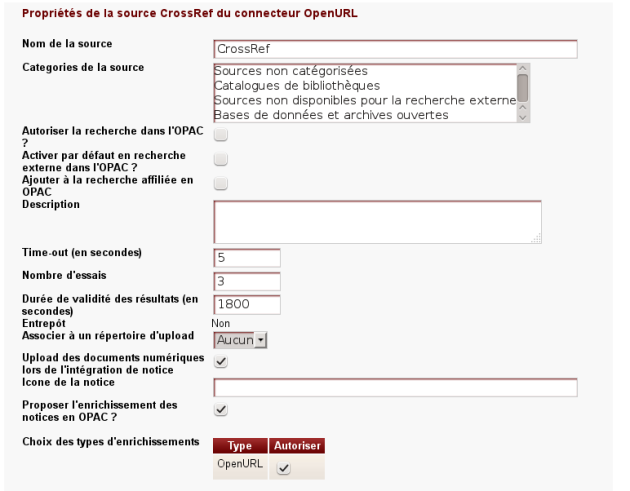 Propriétés de la source CrossRef du connecteur OpenURL
Nom de la source
CrossRef
Categories de la source
Sources non catégorisées
Catalogues de bibliothèques
Sources non disponibles pour la recherche externe
Bases de données et archives ouvertes
Autoriser la recherche dans l'OPAC
?
Activer par défaut en recherche
externe dans l'OPAC ?
Ajouter à la recherche affiliée en
OPAC
Description
Time-out (en secondes)
5
Nombre d'essais
3
Durée de validité des résultats (en
secondes)
1800
Entrepôt
Non
Associer à un répertoire d'upload
Aucun
Upload des documents numériques
lors de l'intégration de notice
Icone de la notice
Proposer l'enrichissement des
notices en OPAC ?
Choix des types d'enrichissements
Type Autoriser
OpenURL